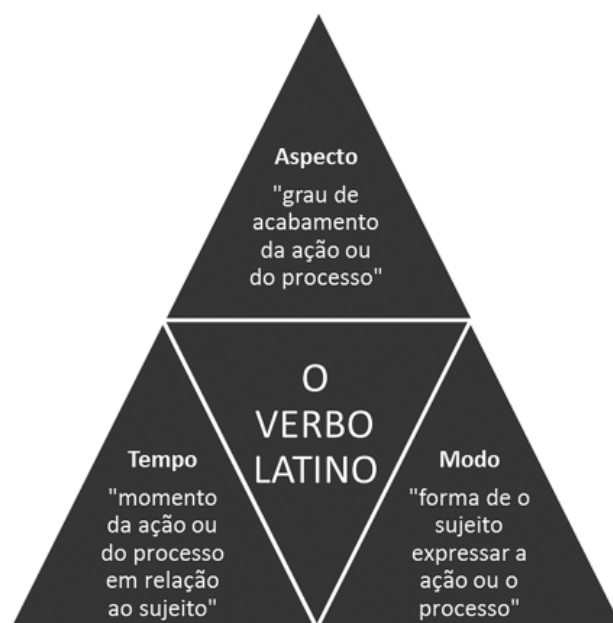 Aspecto
"grau de
acabamento
da ação ou
do processo"
O
VERBO
LATINO
Tempo
"momento
da ação ou
do processo
em relação
ao sujeito"
Modo
"forma de o
sujeito
expressar a
ação ou o
processo"